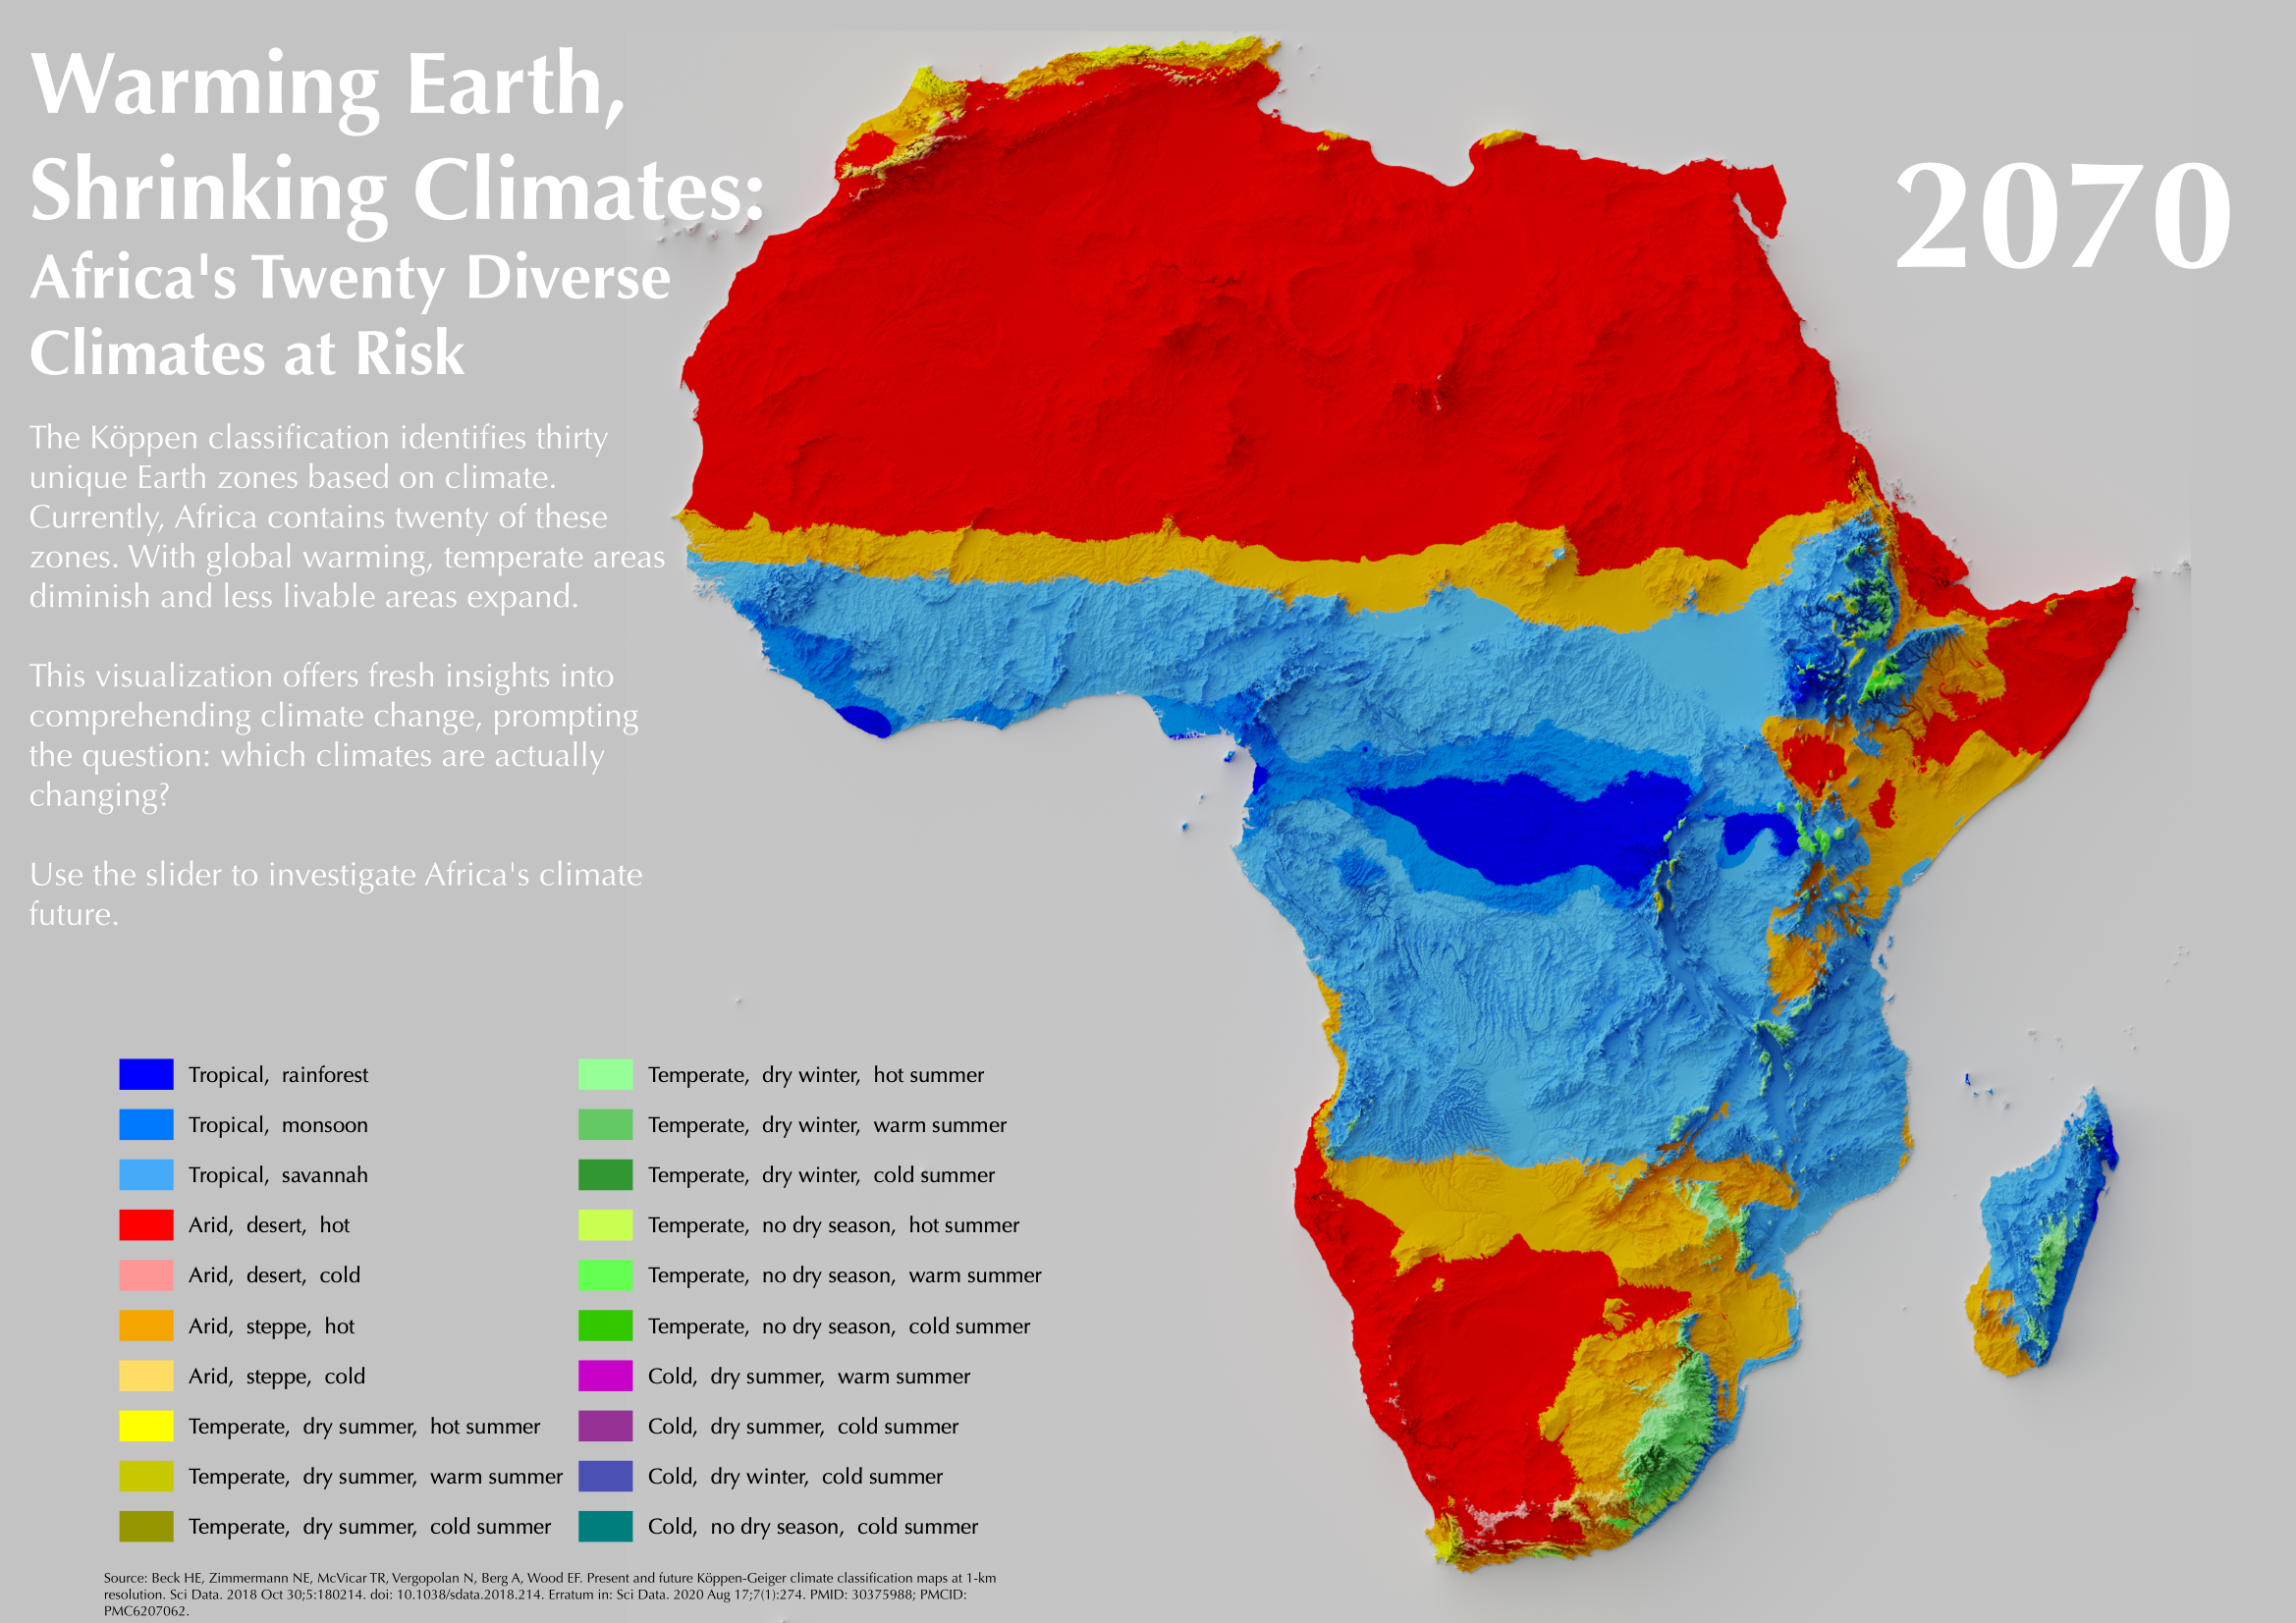 Warming Earth,
Shrinking Climates:
Africa's Twenty Diverse
Climates at Risk
The Köppen classification identifies thirty
unique Earth zones based on climate.
Currently, Africa contains twenty of these
zones. With global warming, temperate areas
diminish and less livable areas expand.
This visualization offers fresh insights into
comprehending climate change, prompting
the question: which climates are actually
changing?
Use the slider to investigate Africa's climate
future.
2070
Tropical, rainforest
Tropical, monsoon
Tropical, savannah
Arid, desert, hot
Arid, desert, cold
Arid, steppe, hot
Arid, steppe, cold
Temperate, dry summer, hot summer
Temperate, dry summer, warm summer
Temperate, dry summer, cold summer
Temperate, dry winter, hot summer
Temperate, dry winter, warm summer
Temperate, dry winter, cold summer
Temperate, no dry season, hot summer
Temperate, no dry season, warm summer
Temperate, no dry season, cold summer
Cold, dry summer, warm summer
Cold, dry summer, cold summer
Cold, dry winter, cold summer
Cold, no dry season, cold summer
Source: Beck HE, Zimmermann NE, McVicar TR, Vergopolan N, Berg A, Wood EF. Present and future Köppen-Geiger climate classification maps at 1-km
resolution. Sci Data. 2018 Oct 30;5:180214. doi: 10.1038/sdata.2018.214. Erratum in: Sci Data. 2020 Aug 17;7(1):274. PMID: 30375988; PMCID:
PMC6207062.